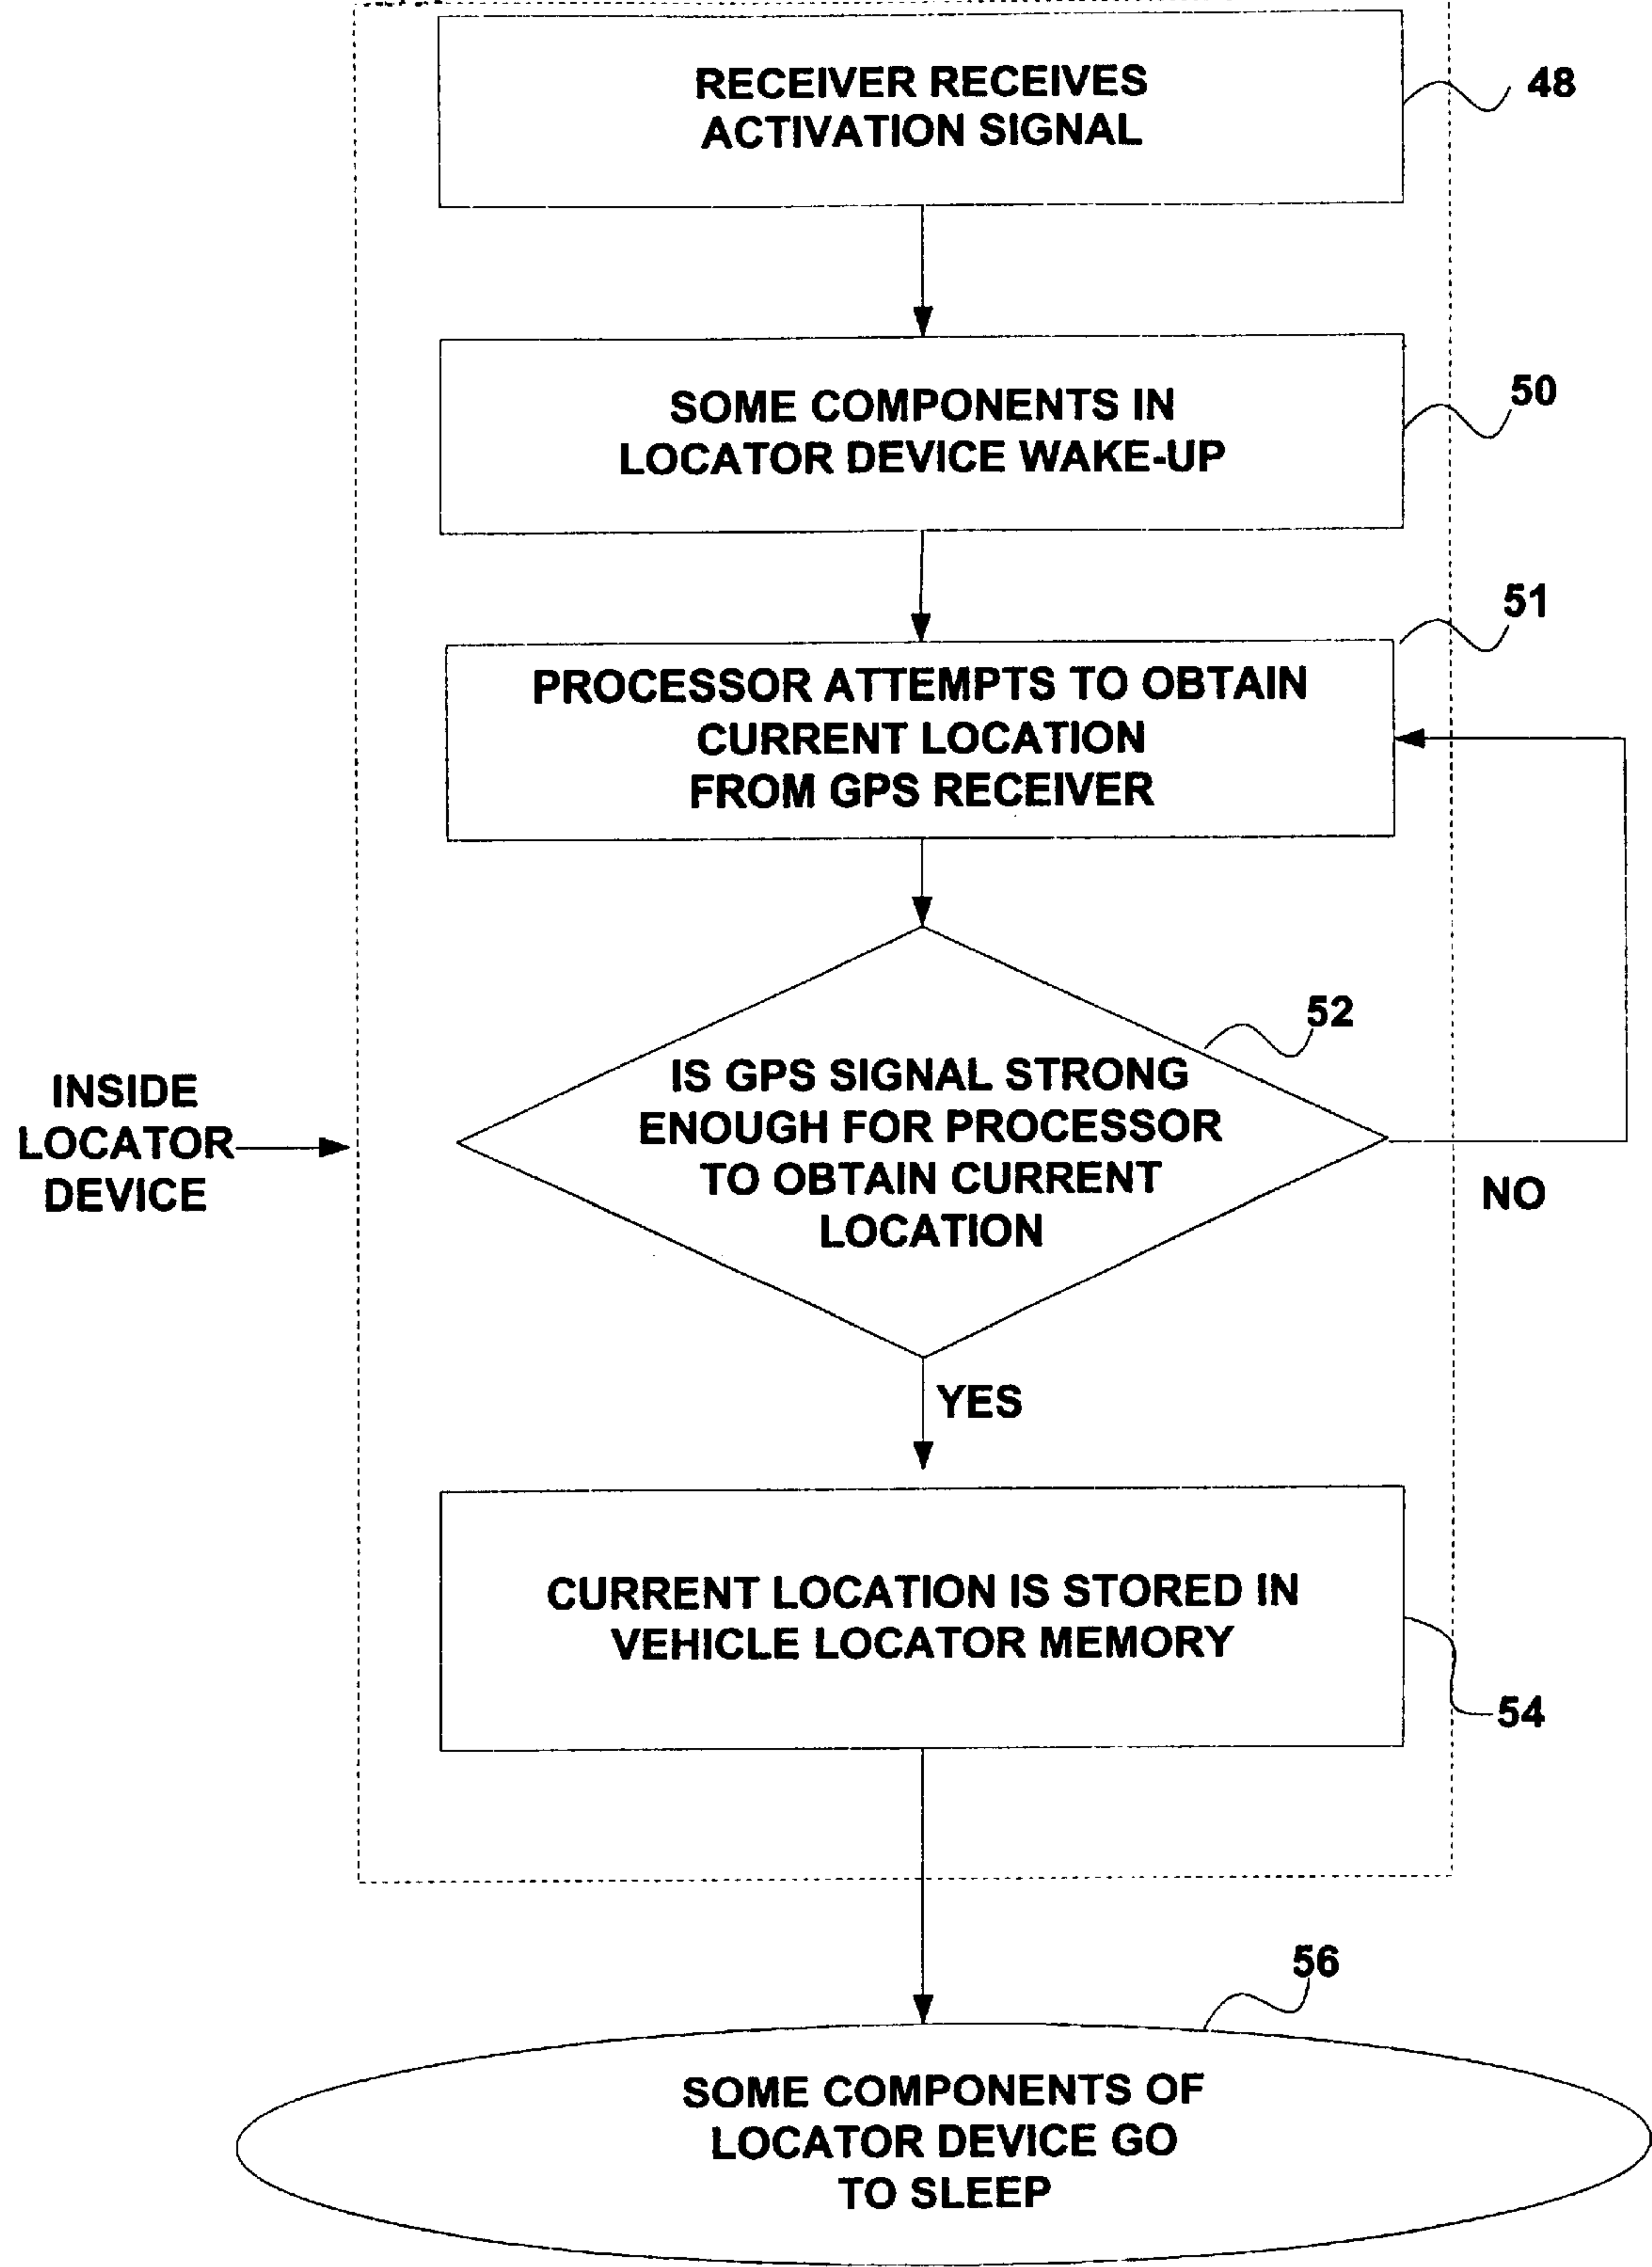 RECEIVER RECEIVES
ACTIVATION SIGNAL
48
SOME COMPONENTS IN
LOCATOR DEVICE WAKE-UP
50
51
PROCESSOR ATTEMPTS TO OBTAIN
CURRENT LOCATION
FROM GPS RECEIVER
52
IS GPS SIGNAL STRONG
ENOUGH FOR PROCESSOR
TO OBTAIN CURRENT
LOCATION
INSIDE
LOCATOR
DEVICE
NO
YES
CURRENT LOCATION IS STORED IN
VEHICLE LOCATOR MEMORY
54
56
SOME COMPONENTS OF
LOCATOR DEVICE GO
TO SLEEP